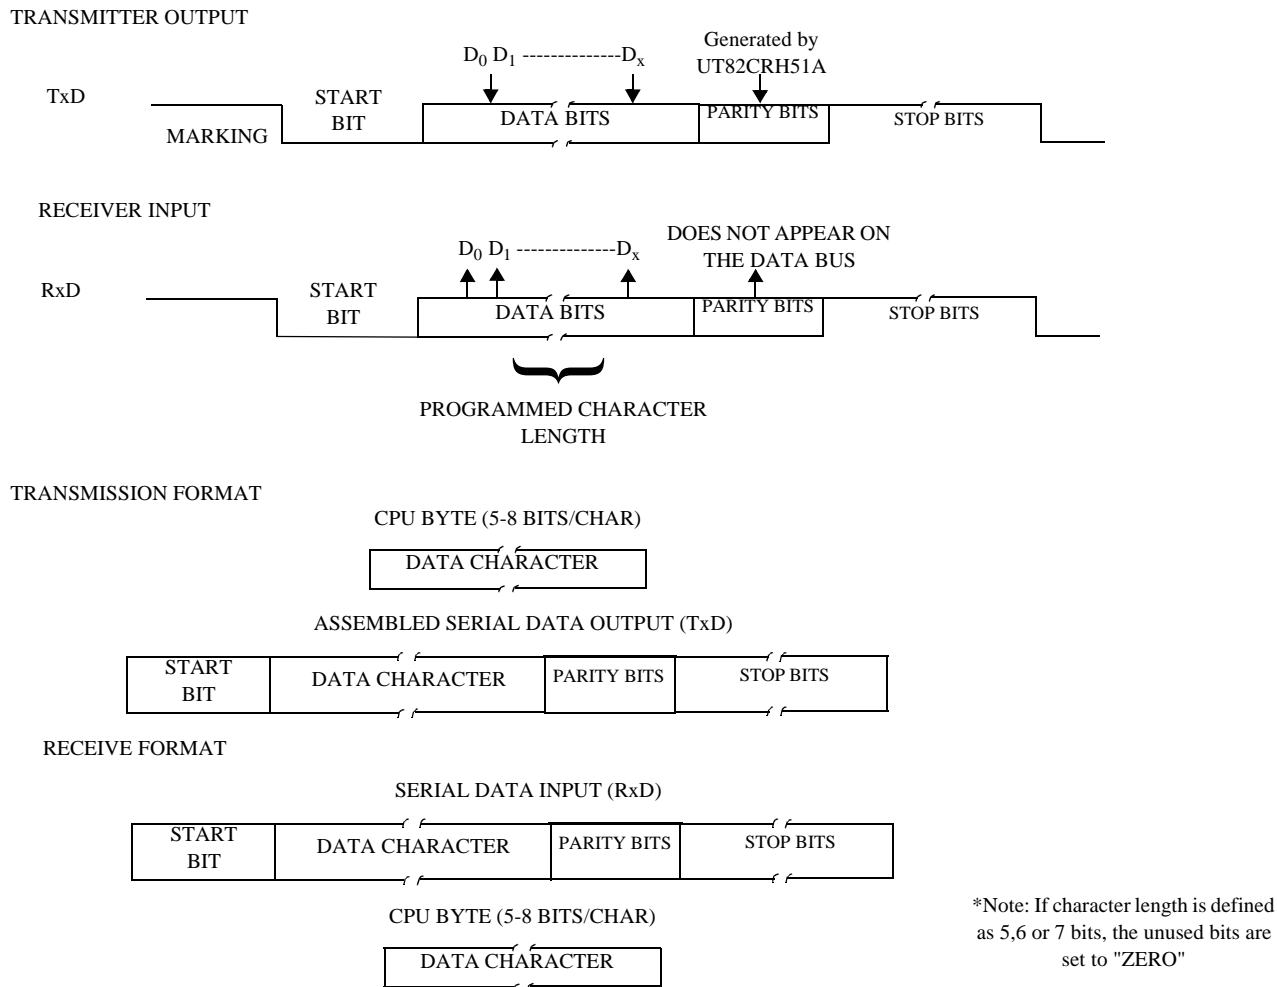 TRANSMITTER OUTPUT
Generated by
UT82CRH51A
D0 D1 --------------Dx
TxD
MARKING
START
BIT
DATA BITS
PARITY BITS
STOP BITS
RECEIVER INPUT
DOES NOT APPEAR ON
THE DATA BUS
D0 D1 --------------Dx
RxD
START
BIT
DATA BITS
PARITY BITS
STOP BITS
PROGRAMMED CHARACTER
LENGTH
TRANSMISSION FORMAT
CPU BYTE (5-8 BITS/CHAR)
DATA CHARACTER
ASSEMBLED SERIAL DATA OUTPUT (TxD)
START
BIT
DATA CHARACTER
PARITY BITS
STOP BITS
RECEIVE FORMAT
SERIAL DATA INPUT (RxD)
START
BIT
DATA CHARACTER
PARITY BITS
STOP BITS
CPU BYTE (5-8 BITS/CHAR)
DATA CHARACTER
*Note: If character length is defined
as 5,6 or 7 bits, the unused bits are
set to "ZERO"